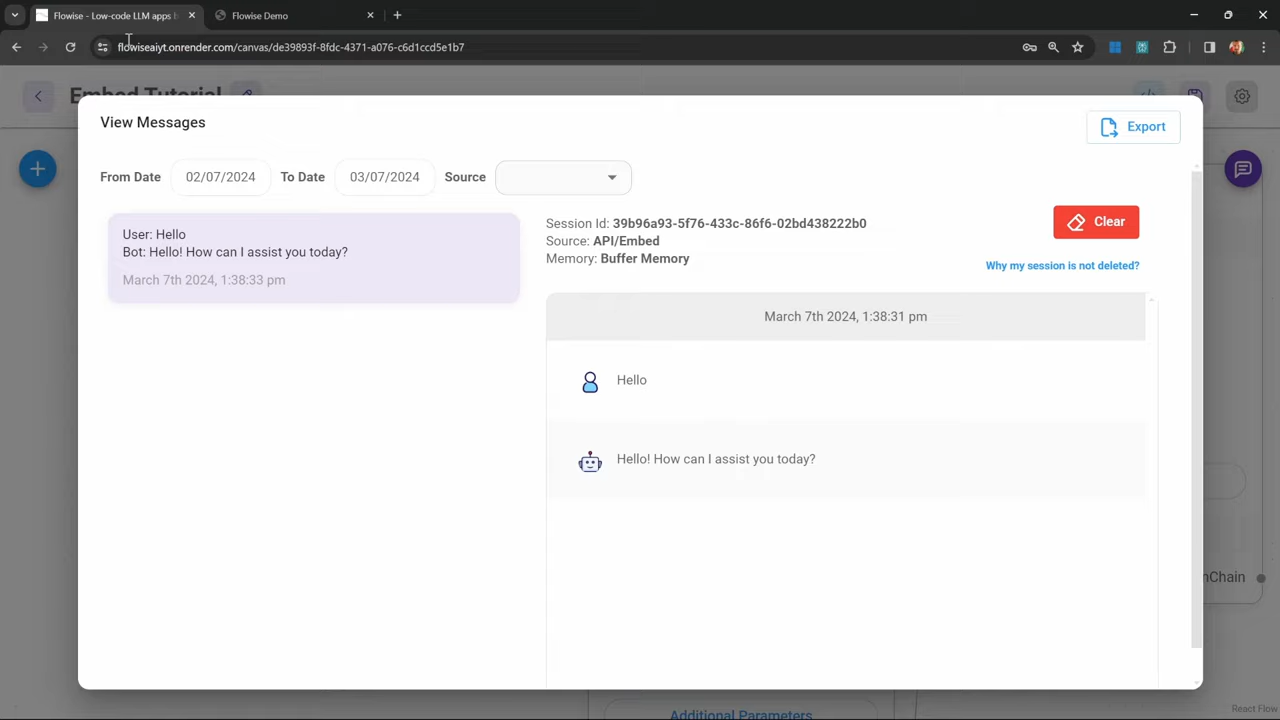 Flowise - Low-code LLM apps b
Flowise Demo
flowiseaiyt.onrender.com/canvas/de39893f-8fdc-4371-a076-c6d1ccd5e1b7
Embed Tutorial
View Messages
Export
From Date 02/07/2024 To Date 03/07/2024 Source
User: Hello
Bot: Hello! How can I assist you today?
March 7th 2024, 1:38:33 pm
Session Id: 39b96a93-5f76-433c-86f6-02bd438222b0
Source: API/Embed
Memory: Buffer Memory
Clear
Why my session is not deleted?
March 7th 2024, 1:38:31 pm
Hello
Hello! How can I assist you today?
nChain
Additional Parameters
React Flow